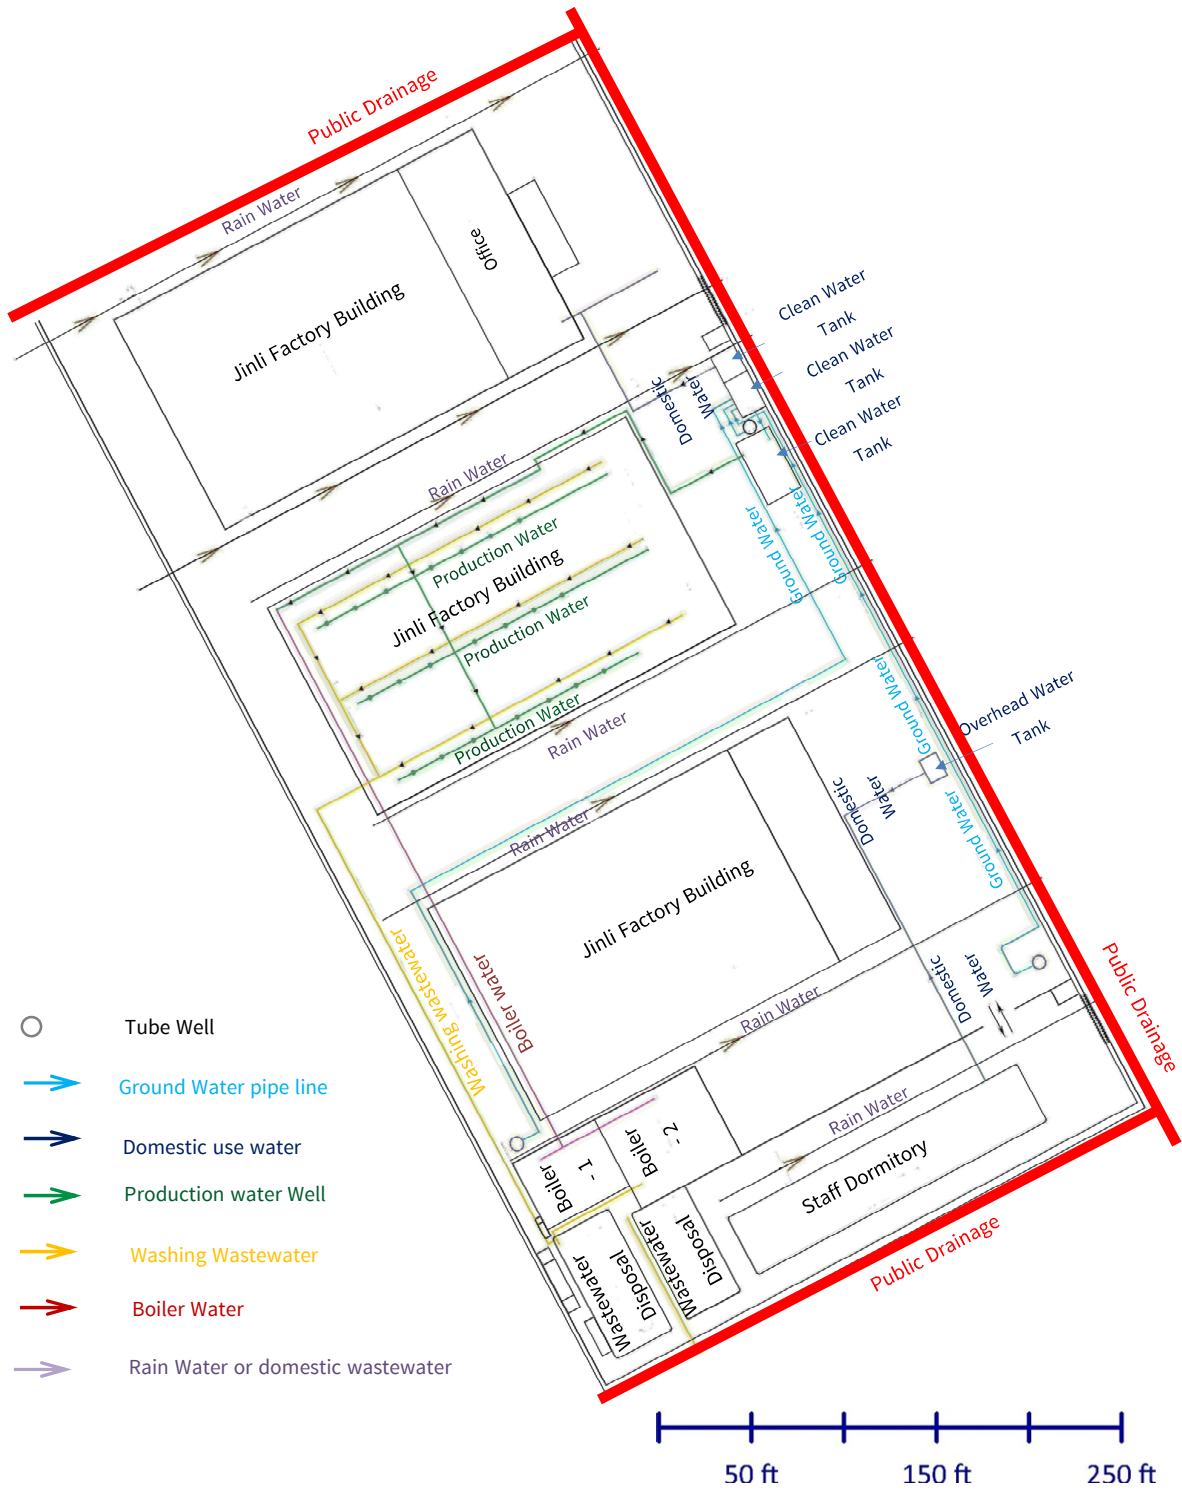 Public Drainage
Rain Water
Office
Jinli Factory Building
Clean Water
Tank
Clean Water
Tank
Clean Water
Tank
Domestic
Water
Rain Water
Production Water
Jinli Factory Building
Production Water
Production Water
Ground Water
Ground Water
Rain Water
Ground Water
Overhead Water
Tank
Domestic
Water
Ground Water
Rain Water
Jinli Factory Building
Washing wastewater
Boiler water
Domestic
Water
Public Drainage
Rain Water
Rain Water
Boiler
- 1
Boiler
- 2
Staff Dormitory
Wastewater
Disposal
Wastewater
Disposal
Public Drainage
Tube Well
Ground Water pipe line
Domestic use water
Production water Well
Washing Wastewater
Boiler Water
Rain Water or domestic wastewater
50 ft
150 ft
250 ft